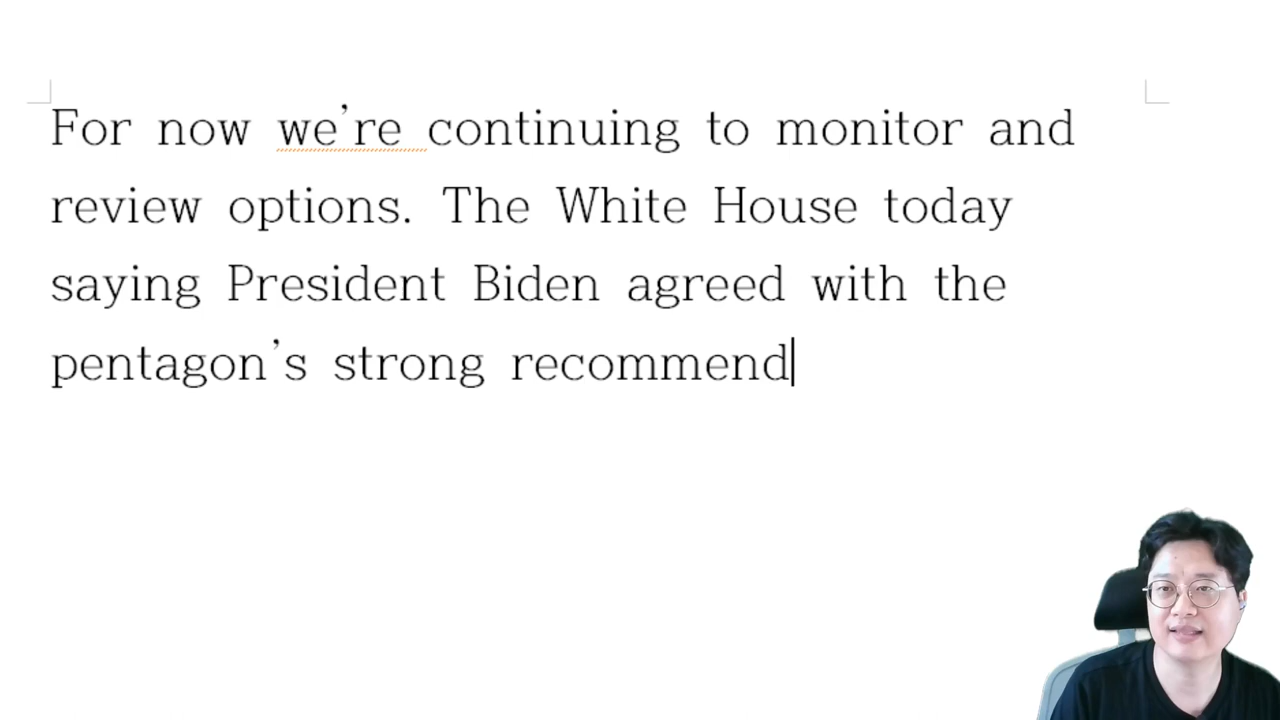 For now we’re continuing to monitor and
review options. The White House today
saying President Biden agreed with the
pentagon’s strong recommend